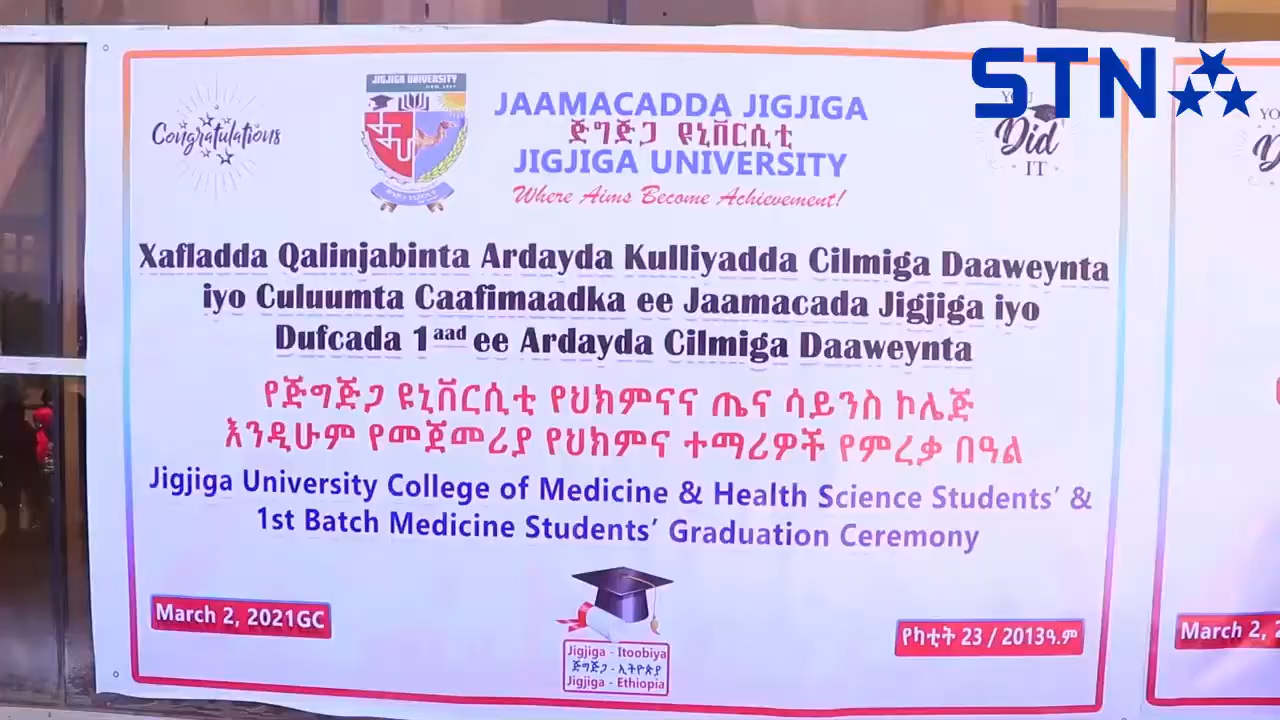 STN
Congratulations
JIGJIGA UNIVERSITY
JAAMACADDA JIGJIGA
ጅግጅጋ ዩኒቨርሲቲ
JIGJIGA UNIVERSITY
Where Aims Become Achievement!
YOU
Did
IT
Xafladda Qalinjabinta Ardayda Kulliyadda Cilmiga Daaweynta
iyo Culuumta Caafimaadka ee Jaamacada Jigjiga iyo
Dufcada 1aad ee Ardayda Cilmiga Daaweynta
የጅግጅጋ ዩኒቨርሲቲ የህክምናና ጤና ሳይንስ ኮሌጅ
እንዲሁም የመጀመሪያ የህክምና ተማሪዎች የምረቃ በዓል
Jigjiga University College of Medicine & Health Science Students' &
1st Batch Medicine Students' Graduation Ceremony
March 2, 2021GC
የካቲት 23 / 2013ዓ.ም
Jigjiga - Itoobiya
ጅግጅጋ - ኢትዮጵያ
Jigjiga - Ethiopia
March 2, 2